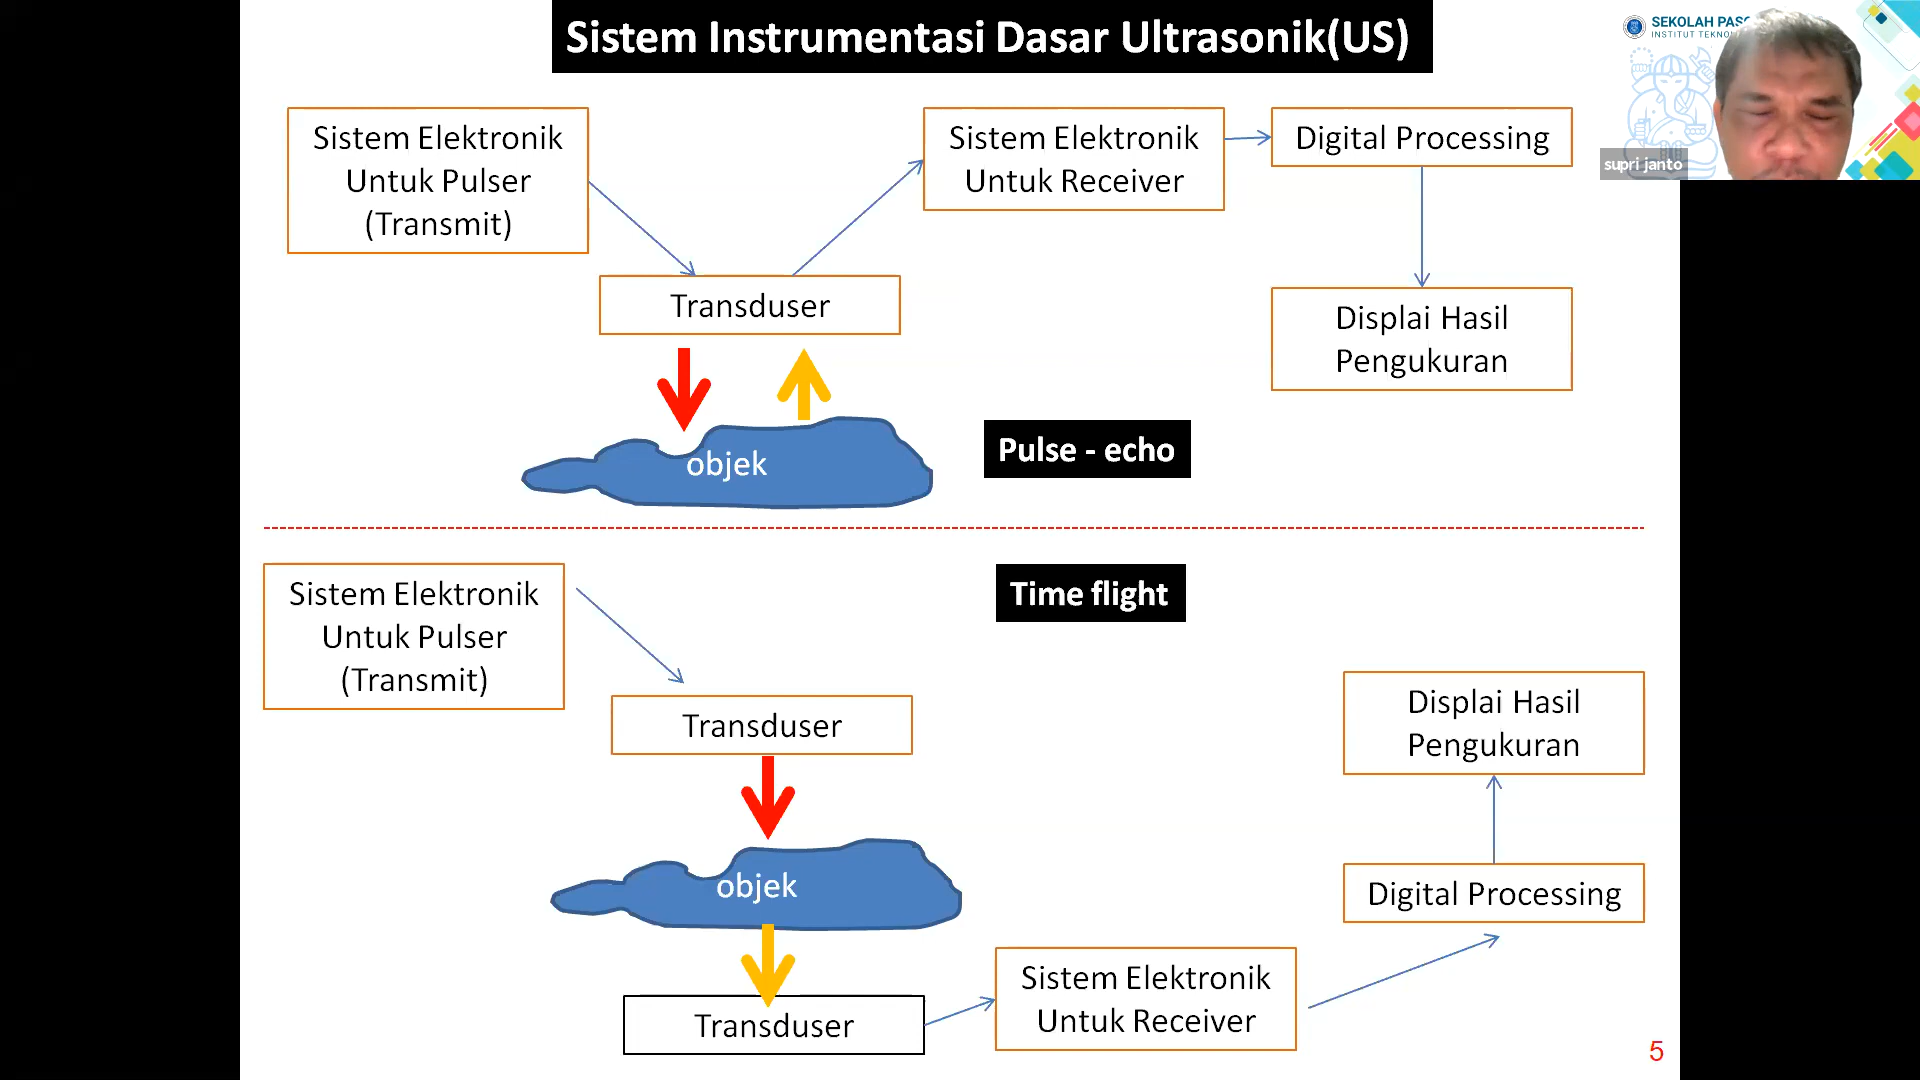 Sistem Instrumentasi Dasar Ultrasonik(US)
SEKOLAH
INSTITUT
supri janto
Sistem Elektronik
Untuk Pulser
(Transmit)
Sistem Elektronik
Untuk Receiver
Digital Processing
Transduser
Displai Hasil
Pengukuran
objek
Pulse - echo
Time flight
Sistem Elektronik
Untuk Pulser
(Transmit)
Transduser
Displai Hasil
Pengukuran
objek
Digital Processing
Sistem Elektronik
Untuk Receiver
Transduser
5